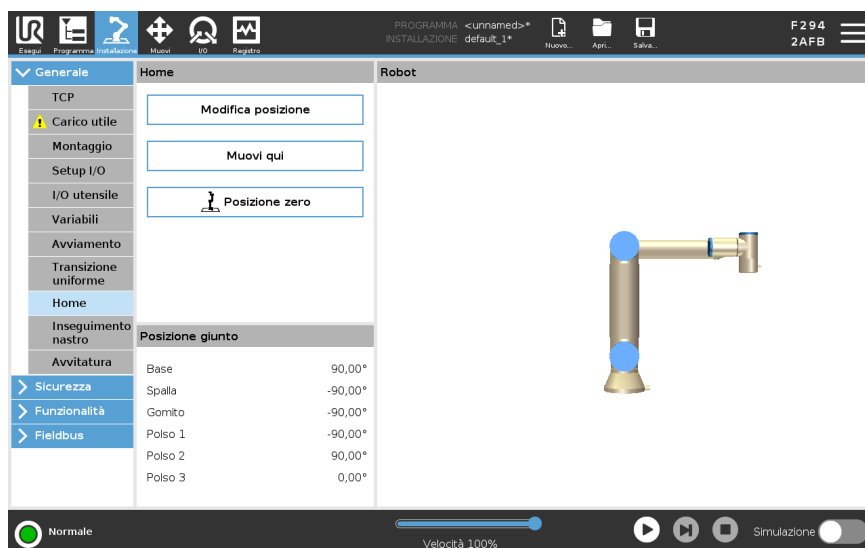 UR
PROGRAMMA <unnamed>*
INSTALLAZIONE default_1*
F294
2AFB
Esegui Programma Installazione Muovi I/O Registro
Nuovo... Apri... Salva...
Generale
TCP
Carico utile
Montaggio
Setup I/O
I/O utensile
Variabili
Avviamento
Transizione
uniforme
Home
Inseguimento
nastro
Avvitatura
Sicurezza
Funzionalità
Fieldbus
Home
Modifica posizione
Muovi qui
Posizione zero
Posizione giunto
Base 90,00°
Spalla -90,00°
Gomito -90,00°
Polso 1 -90,00°
Polso 2 90,00°
Polso 3 0,00°
Robot
Normale
Velocità 100%
Simulazione